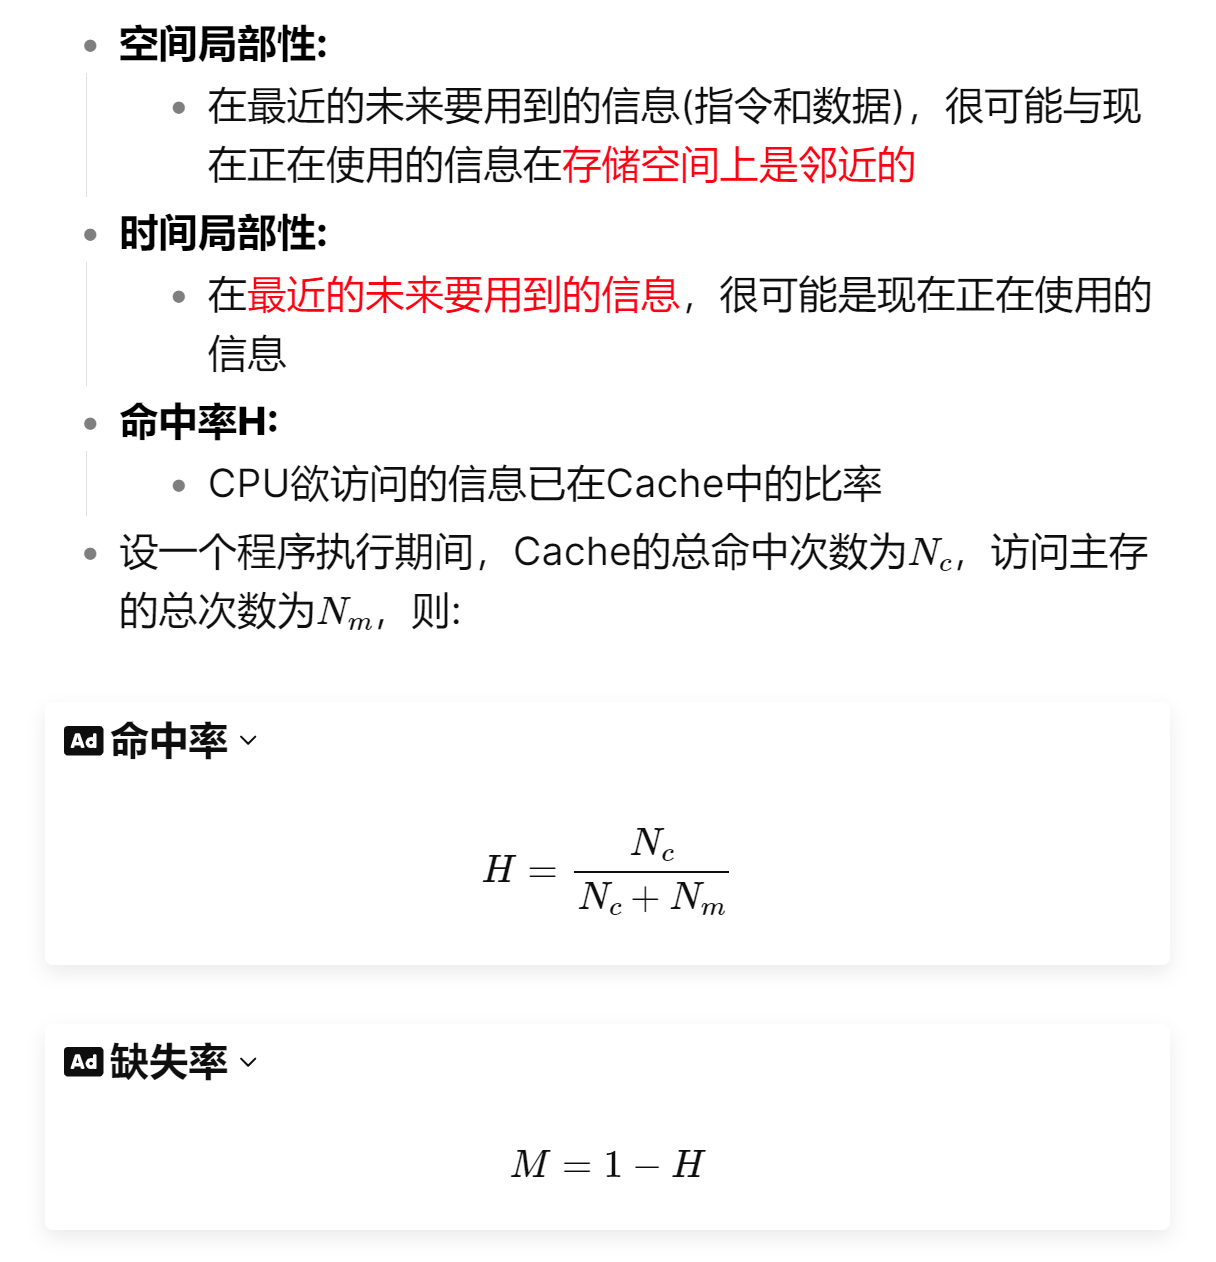 空间局部性:
在最近的未来要用到的信息(指令和数据)，很可能与现
在正在使用的信息在存储空间上是邻近的
时间局部性:
在最近的未来要用到的信息，很可能是现在正在使用的
信息
命中率H:
CPU欲访问的信息已在Cache中的比率
设一个程序执行期间，Cache的总命中次数为$N_c$，访问主存
的总次数为$N_m$，则:
Ad 命中率
$H = \frac{N_c}{N_c + N_m}$
Ad 缺失率
$M = 1 - H$